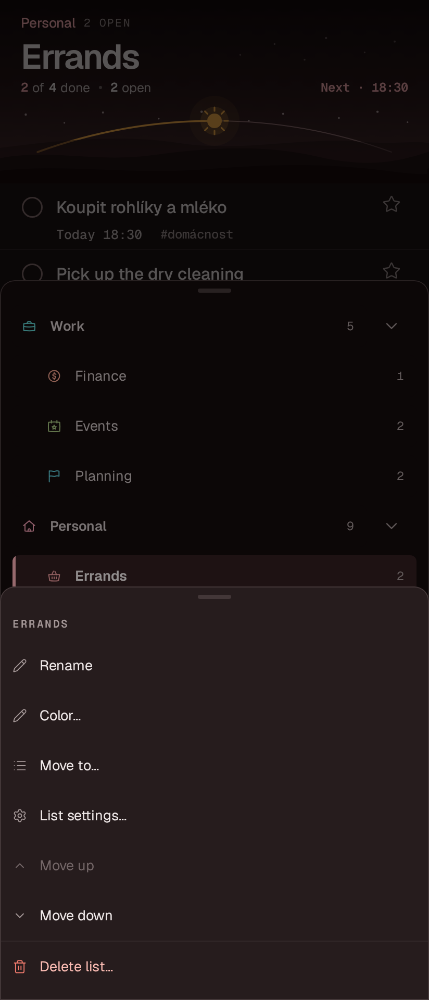 Personal 2 OPEN
Errands
2 of 4 done · 2 open
Next · 18:30
Koupit rohlíky a mléko
Today 18:30 #domácnost
Pick up the dry cleaning
Work 5
Finance 1
Events 2
Planning 2
Personal 9
Errands 2
ERRANDS
Rename
Color…
Move to…
List settings…
Move up
Move down
Delete list…